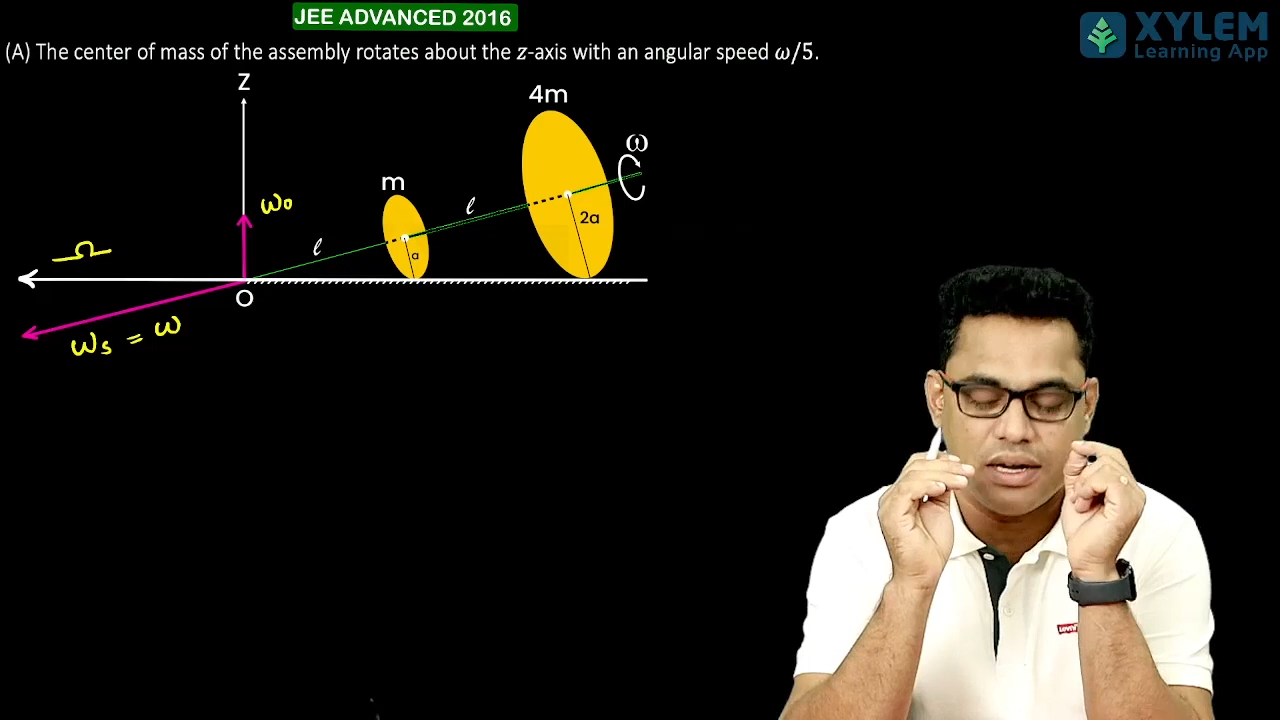 JEE ADVANCED 2016
XYLEM
Learning App
(A) The center of mass of the assembly rotates about the z-axis with an angular speed ω/5.
Z
4m
ω
m
ω₀
ℓ
2a
ℓ
a
Ω
O
ωₛ = ω
Levi's